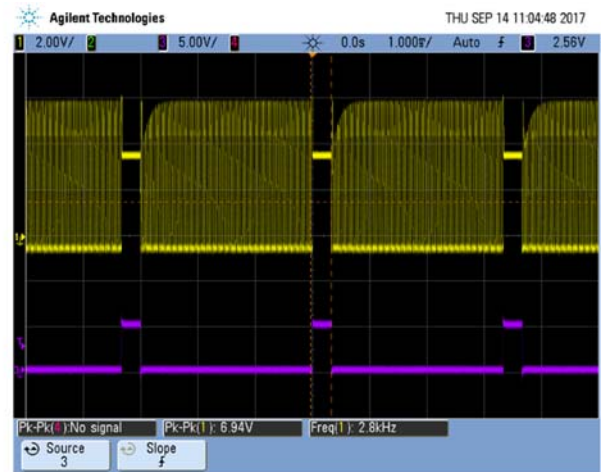 Agilent Technologies THU SEP 14 11:04:48 2017
1 2.00V/ 2 3 5.00V/ 4 0.0s 1.000s/ Auto 3 2.56V
Pk-Pk(4):No signal Pk-Pk(1): 6.94V Freq(1): 2.8kHz
Source Slope
3